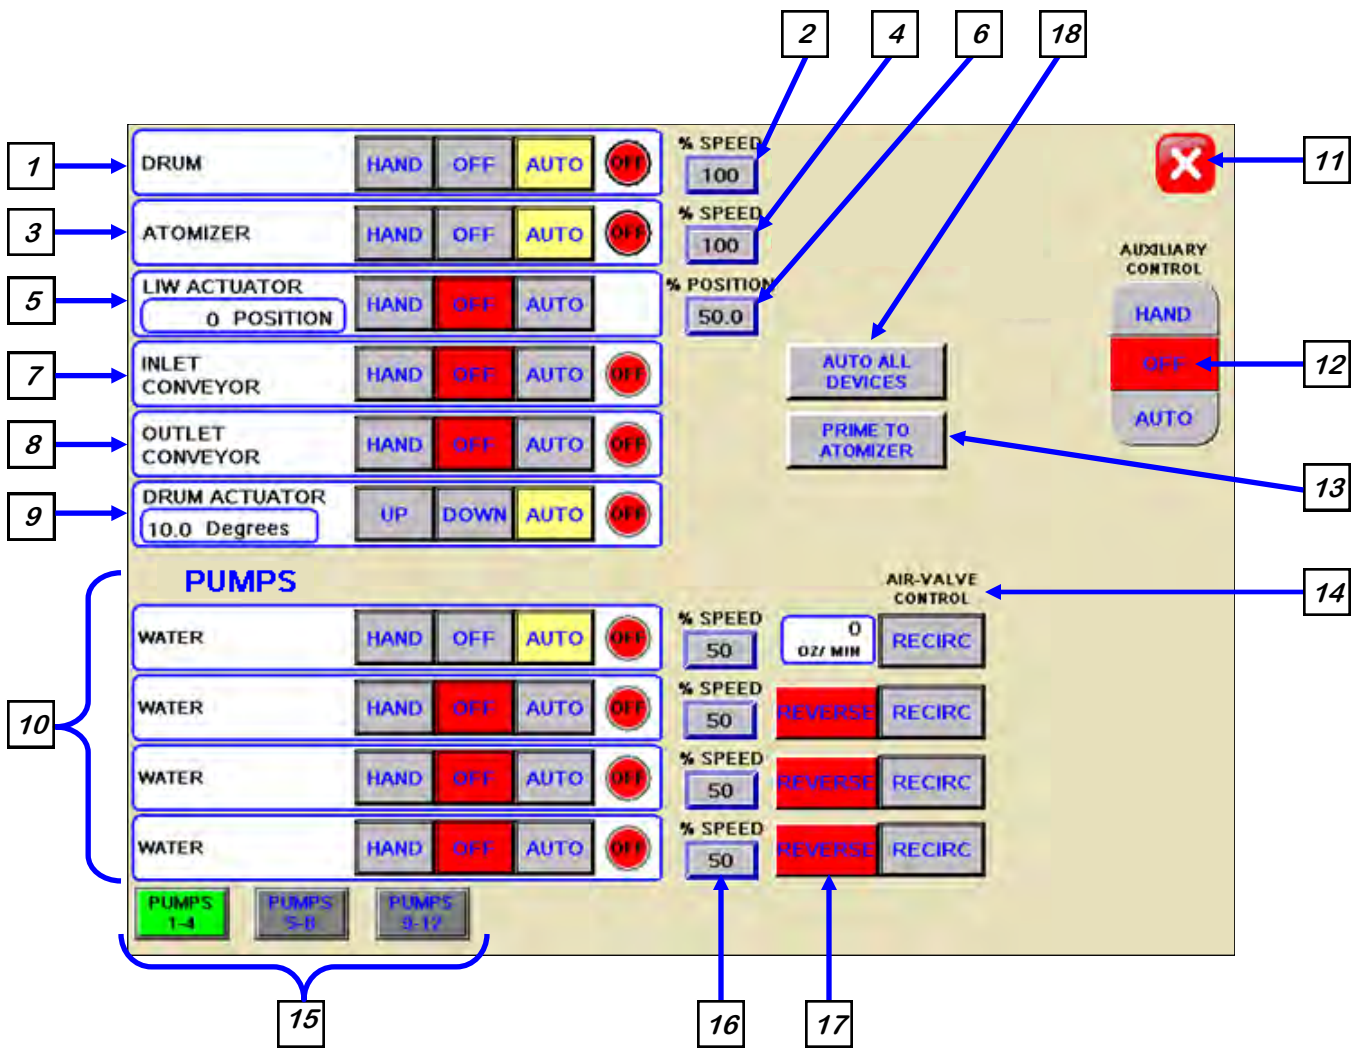 2 4 6 18
1 DRUM HAND OFF AUTO OFF % SPEED 100 11
3 ATOMIZER HAND OFF AUTO OFF % SPEED 100
AUXILIARY
CONTROL
5 LIW ACTUATOR
0 POSITION HAND OFF AUTO % POSITION 50.0
HAND
7 INLET
CONVEYOR HAND OFF AUTO OFF
AUTO ALL
DEVICES
OFF 12
8 OUTLET
CONVEYOR HAND OFF AUTO OFF
PRIME TO
ATOMIZER
AUTO
13
9 DRUM ACTUATOR
10.0 Degrees UP DOWN AUTO OFF
PUMPS
AIR-VALVE
CONTROL 14
WATER HAND OFF AUTO OFF % SPEED 50 0
OZ/ MIN RECIRC
10 WATER HAND OFF AUTO OFF % SPEED 50 REVERSE RECIRC
WATER HAND OFF AUTO OFF % SPEED 50 REVERSE RECIRC
WATER HAND OFF AUTO OFF % SPEED 50 REVERSE RECIRC
PUMPS
1-4
PUMPS
5-8
PUMPS
9-12
15 16 17